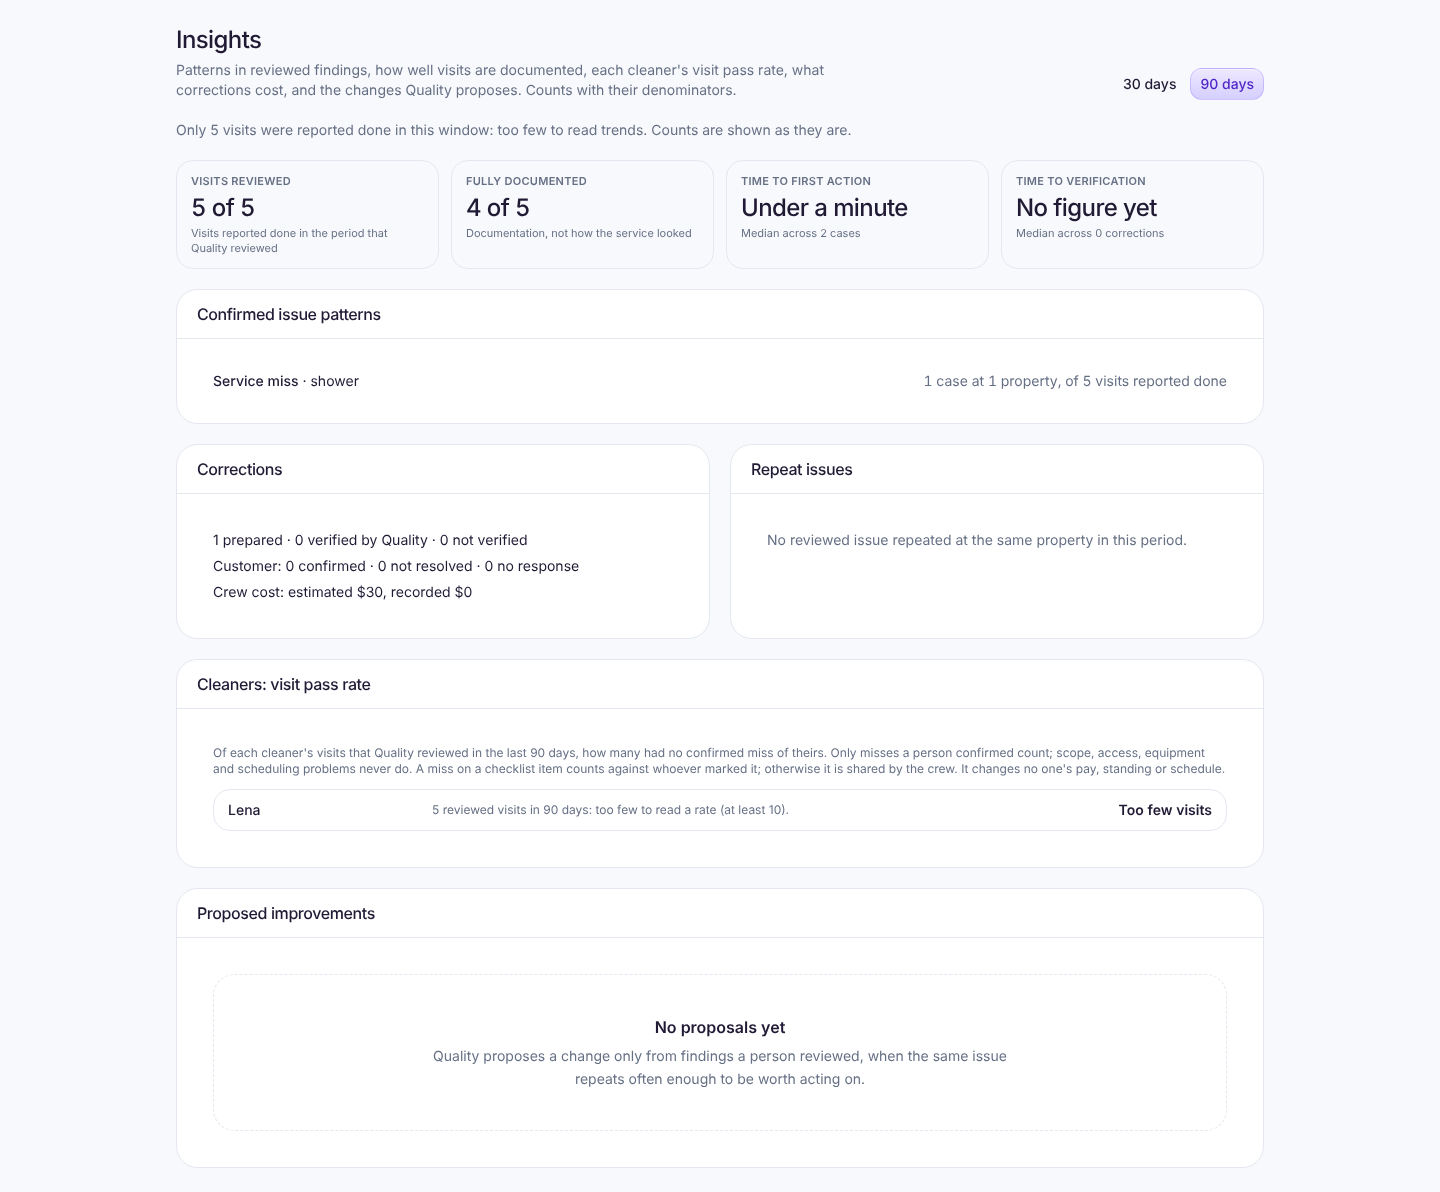 Insights
Patterns in reviewed findings, how well visits are documented, each cleaner's visit pass rate, what
corrections cost, and the changes Quality proposes. Counts with their denominators.
30 days
90 days
Only 5 visits were reported done in this window: too few to read trends. Counts are shown as they are.
VISITS REVIEWED
5 of 5
Visits reported done in the period that
Quality reviewed
FULLY DOCUMENTED
4 of 5
Documentation, not how the service looked
TIME TO FIRST ACTION
Under a minute
Median across 2 cases
TIME TO VERIFICATION
No figure yet
Median across 0 corrections
Confirmed issue patterns
Service miss · shower
1 case at 1 property, of 5 visits reported done
Corrections
1 prepared · 0 verified by Quality · 0 not verified
Customer: 0 confirmed · 0 not resolved · 0 no response
Crew cost: estimated $30, recorded $0
Repeat issues
No reviewed issue repeated at the same property in this period.
Cleaners: visit pass rate
Of each cleaner's visits that Quality reviewed in the last 90 days, how many had no confirmed miss of theirs. Only misses a person confirmed count; scope, access, equipment
and scheduling problems never do. A miss on a checklist item counts against whoever marked it; otherwise it is shared by the crew. It changes no one's pay, standing or schedule.
Lena
5 reviewed visits in 90 days: too few to read a rate (at least 10).
Too few visits
Proposed improvements
No proposals yet
Quality proposes a change only from findings a person reviewed, when the same issue
repeats often enough to be worth acting on.